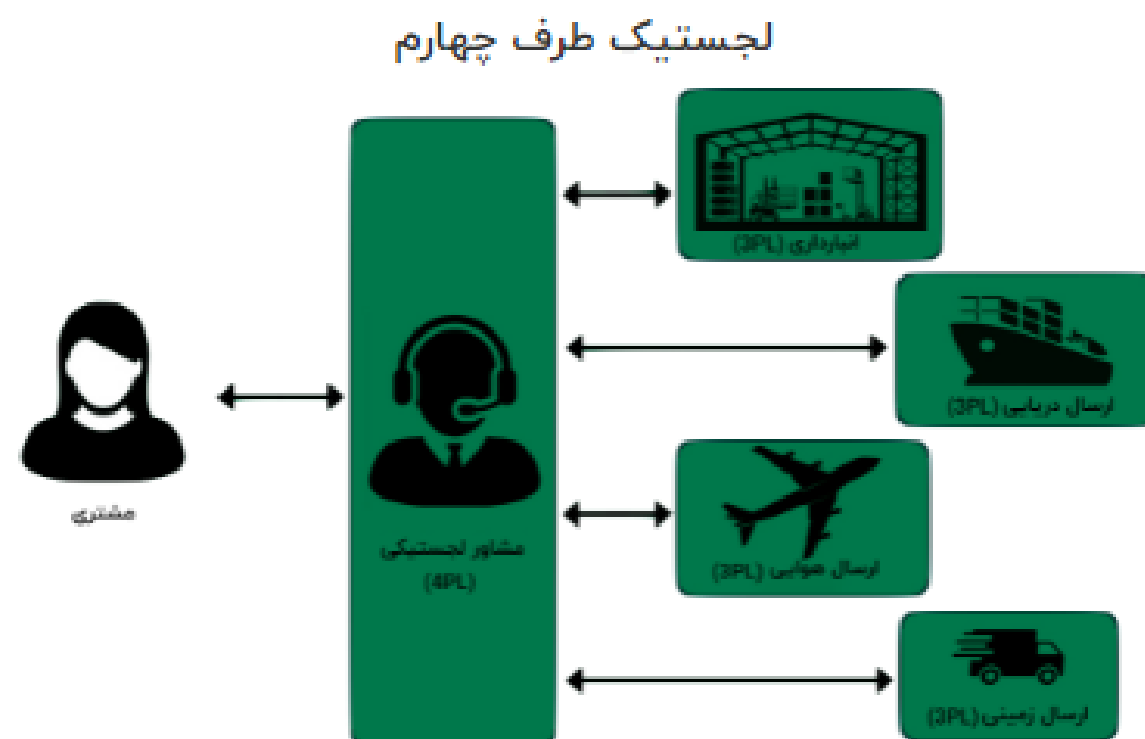 لجستیک طرف چهارم
انبارداری (3PL)
ارسال دریایی (3PL)
مشتری
مشاور لجستیکی
(4PL)
ارسال هوایی (3PL)
ارسال زمینی (3PL)